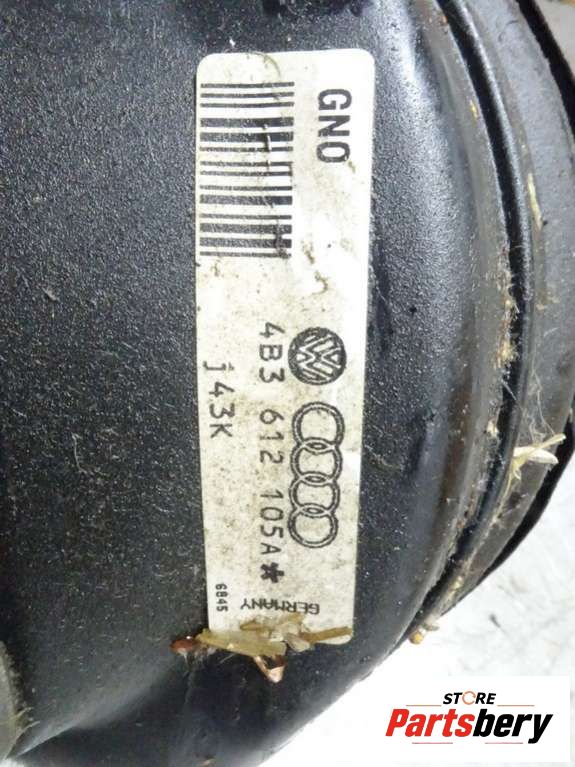 GNO
4B3 612 105A*
j43K
GERMANY
6845
STORE
Partsbery